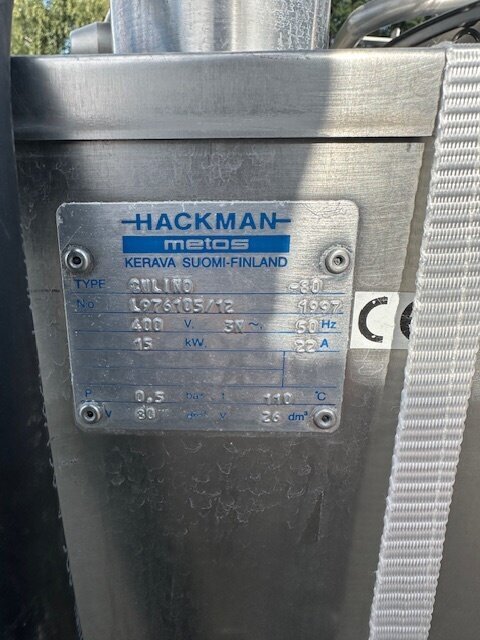 HACKMAN
metos
KERAVA SUOMI-FINLAND
TYPE CULINO -80
No L976105/12 1997
400 V. 3N~, 50 Hz
15 kW. 22 A
P 0.5 bar t 110 °C
V 80 dm³ V 26 dm³
CE